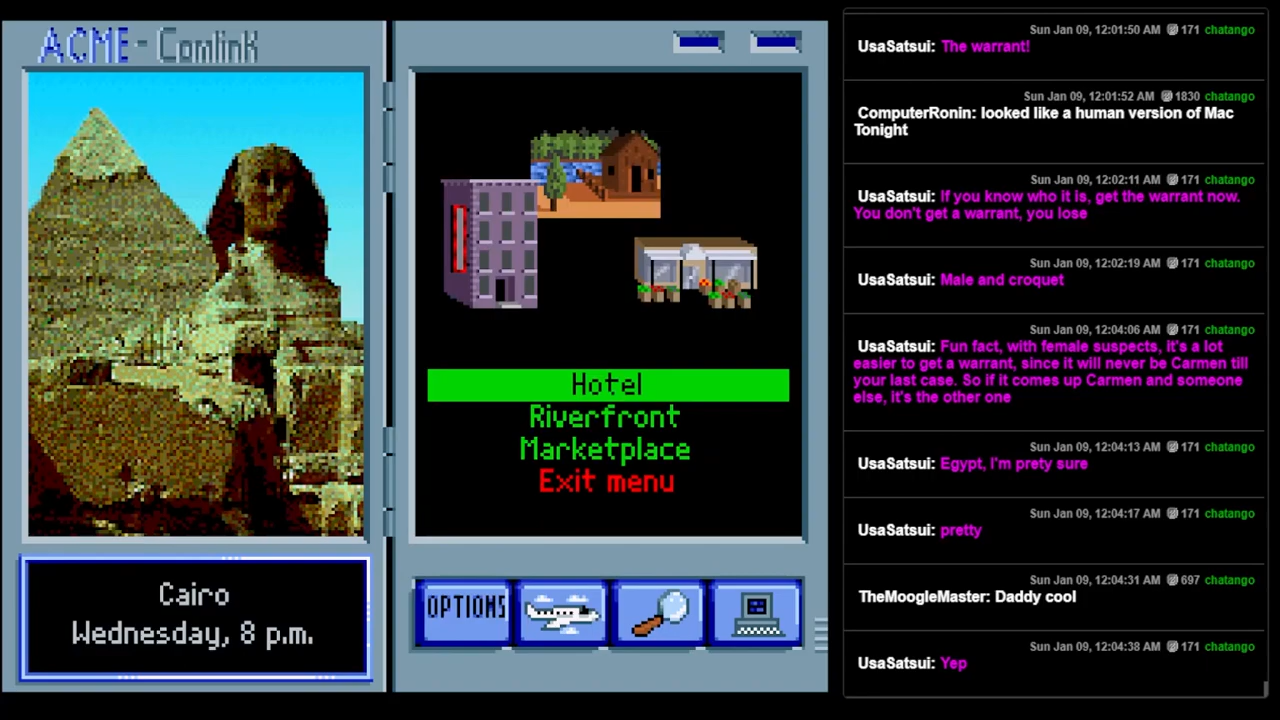 ACME - Comlink
Hotel
Riverfront
Marketplace
Exit menu
Cairo
Wednesday, 8 p.m.
OPTIONS
Sun Jan 09, 12:01:50 AM 171 chatango
UsaSatsui: The warrant!
Sun Jan 09, 12:01:52 AM 1830 chatango
ComputerRonin: looked like a human version of Mac
Tonight
Sun Jan 09, 12:02:11 AM 171 chatango
UsaSatsui: If you know who it is, get the warrant now.
You don't get a warrant, you lose
Sun Jan 09, 12:02:19 AM 171 chatango
UsaSatsui: Male and croquet
Sun Jan 09, 12:04:06 AM 171 chatango
UsaSatsui: Fun fact, with female suspects, it's a lot
easier to get a warrant, since it will never be Carmen till
your last case. So if it comes up Carmen and someone
else, it's the other one
Sun Jan 09, 12:04:13 AM 171 chatango
UsaSatsui: Egypt, I'm prety sure
Sun Jan 09, 12:04:17 AM 171 chatango
UsaSatsui: pretty
Sun Jan 09, 12:04:31 AM 697 chatango
TheMoogleMaster: Daddy cool
Sun Jan 09, 12:04:38 AM 171 chatango
UsaSatsui: Yep